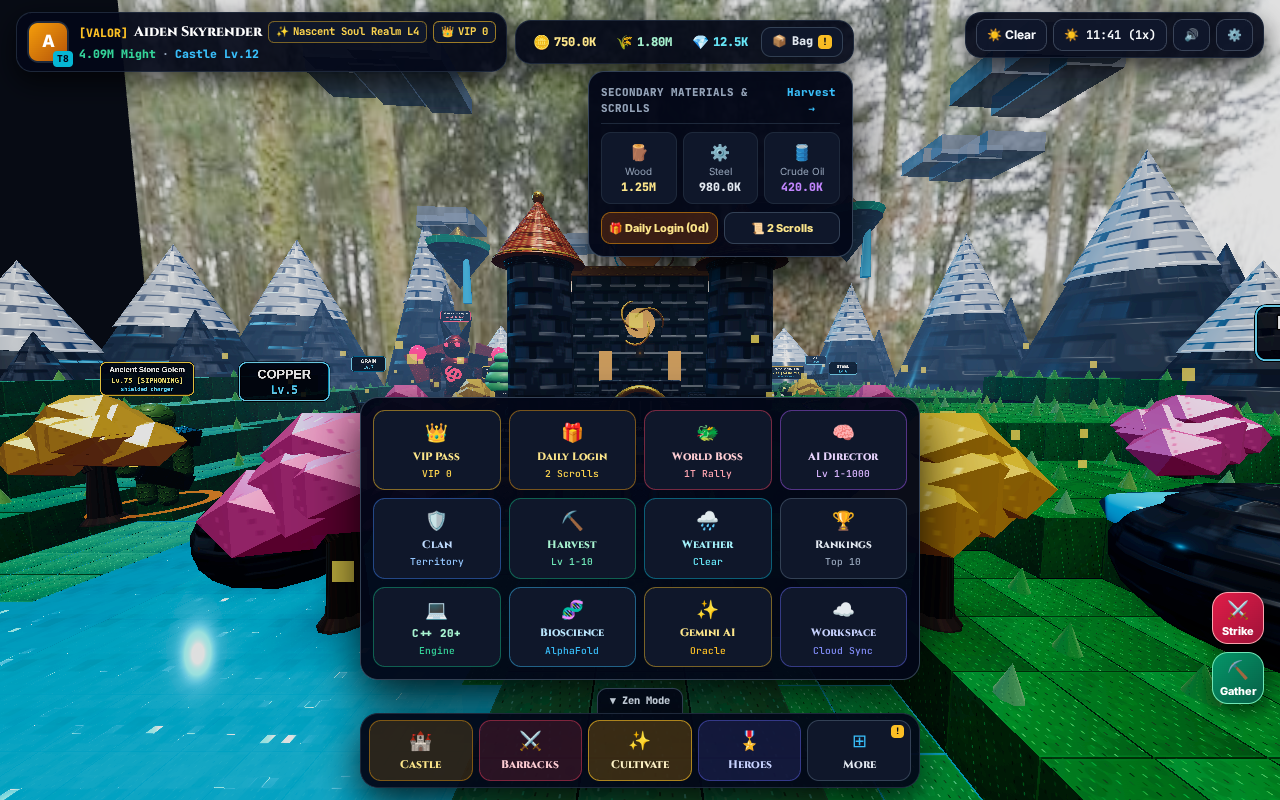 A
T8
[VALOR] Aiden Skyrender
✨ Nascent Soul Realm L4
👑 VIP 0
4.09M Might · Castle Lv.12
750.0K
1.80M
12.5K
Bag !
Clear
11:41 (1x)
SECONDARY MATERIALS & SCROLLS
Harvest →
Wood
1.25M
Steel
980.0K
Crude Oil
420.0K
Daily Login (0d)
2 Scrolls
Ancient Stone Golem
Lv.75 [SIPHONING]
shielded charger
COPPER
Lv.5
GRAIN
VIP Pass
VIP 0
Daily Login
2 Scrolls
World Boss
1T Rally
AI Director
Lv 1-1000
Clan
Territory
Harvest
Lv 1-10
Weather
Clear
Rankings
Top 10
C++ 20+
Engine
Bioscience
AlphaFold
Gemini AI
Oracle
Workspace
Cloud Sync
Strike
Gather
▼ Zen Mode
Castle
Barracks
Cultivate
Heroes
More
!